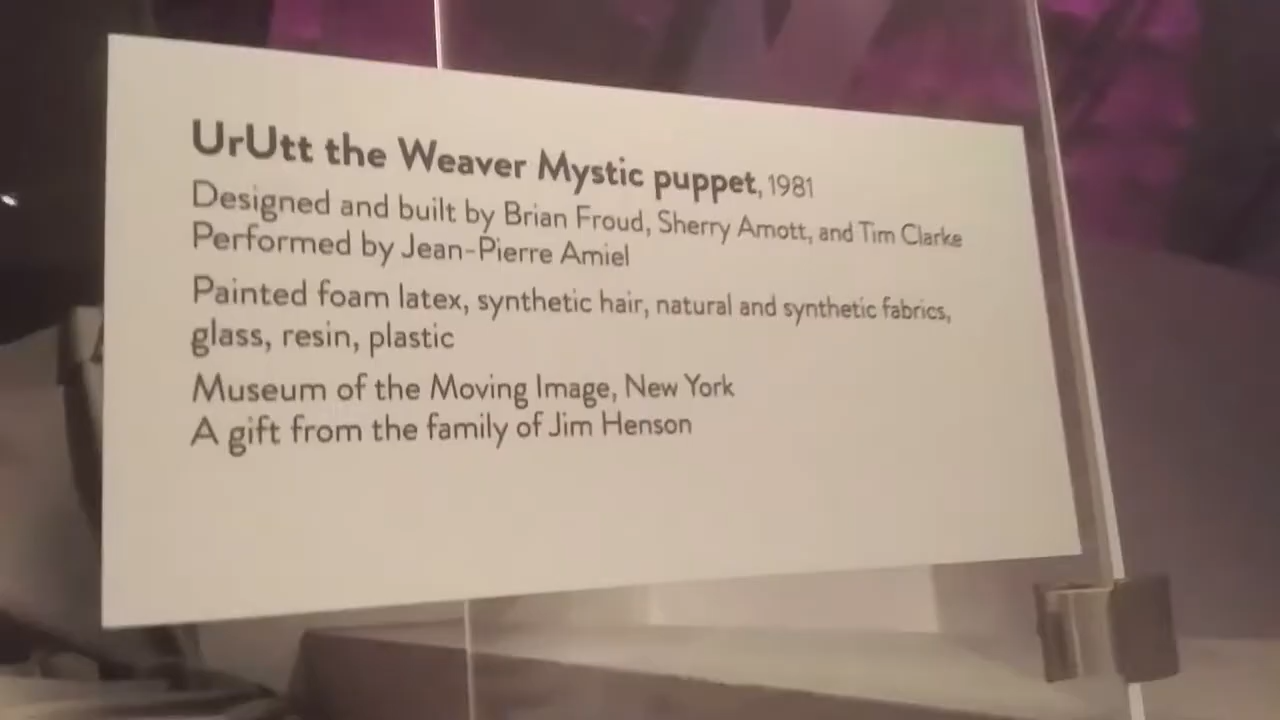 UrUtt the Weaver Mystic puppet, 1981
Designed and built by Brian Froud, Sherry Amott, and Tim Clarke
Performed by Jean-Pierre Amiel
Painted foam latex, synthetic hair, natural and synthetic fabrics,
glass, resin, plastic
Museum of the Moving Image, New York
A gift from the family of Jim Henson